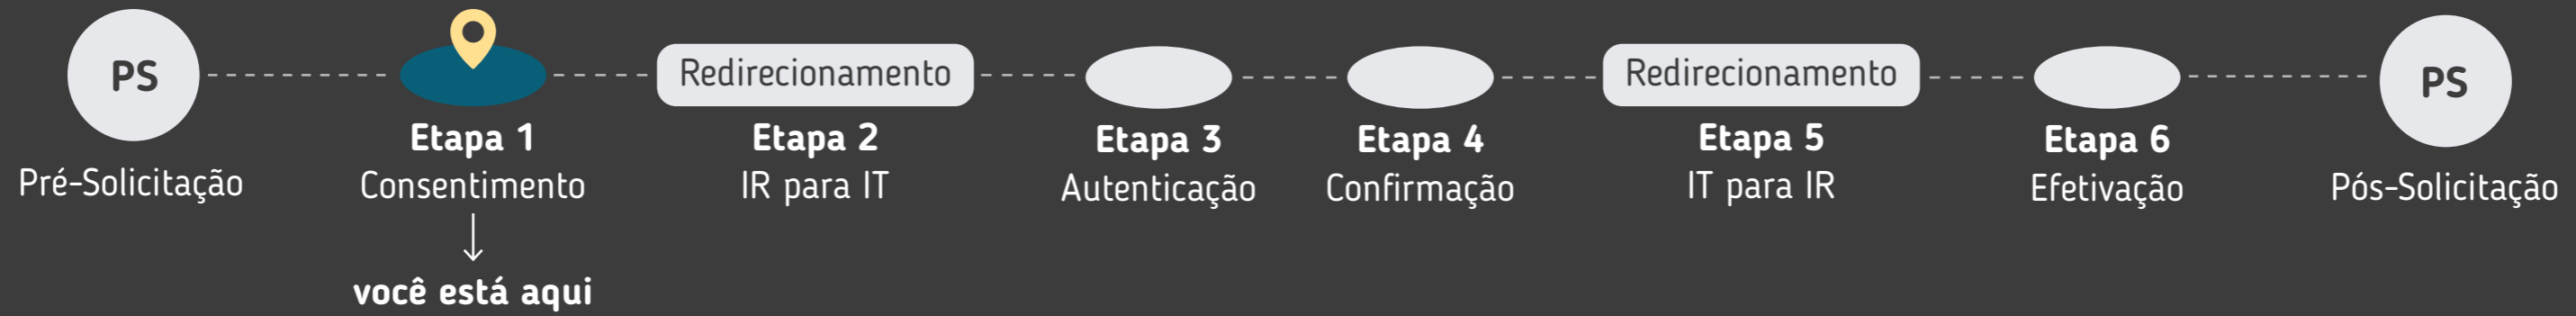 PS
Pré-Solicitação
Etapa 1
Consentimento
você está aqui
Redirecionamento
Etapa 2
IR para IT
Etapa 3
Autenticação
Etapa 4
Confirmação
Redirecionamento
Etapa 5
IT para IR
Etapa 6
Efetivação
PS
Pós-Solicitação